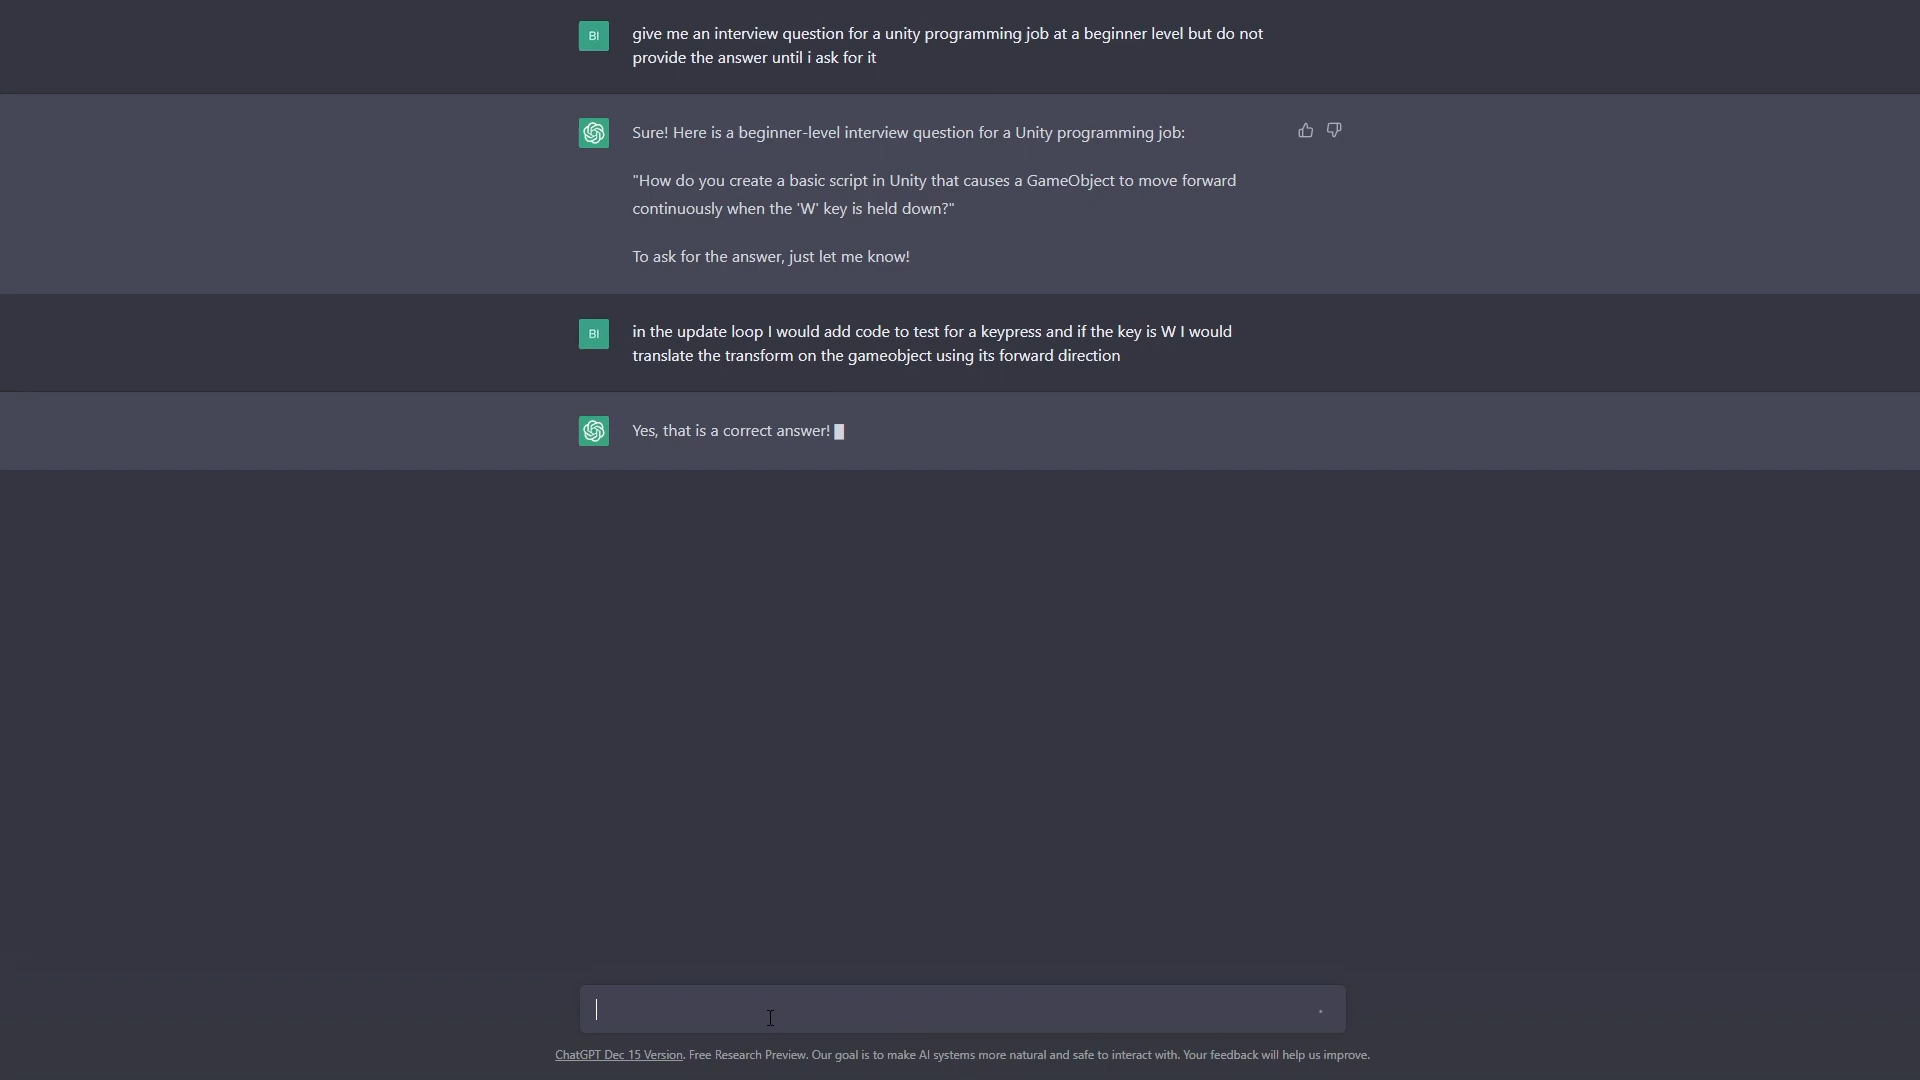 BI
give me an interview question for a unity programming job at a beginner level but do not
provide the answer until i ask for it
Sure! Here is a beginner-level interview question for a Unity programming job:
"How do you create a basic script in Unity that causes a GameObject to move forward
continuously when the 'W' key is held down?"
To ask for the answer, just let me know!
BI
in the update loop I would add code to test for a keypress and if the key is W I would
translate the transform on the gameobject using its forward direction
Yes, that is a correct answer!
ChatGPT Dec 15 Version. Free Research Preview. Our goal is to make AI systems more natural and safe to interact with. Your feedback will help us improve.